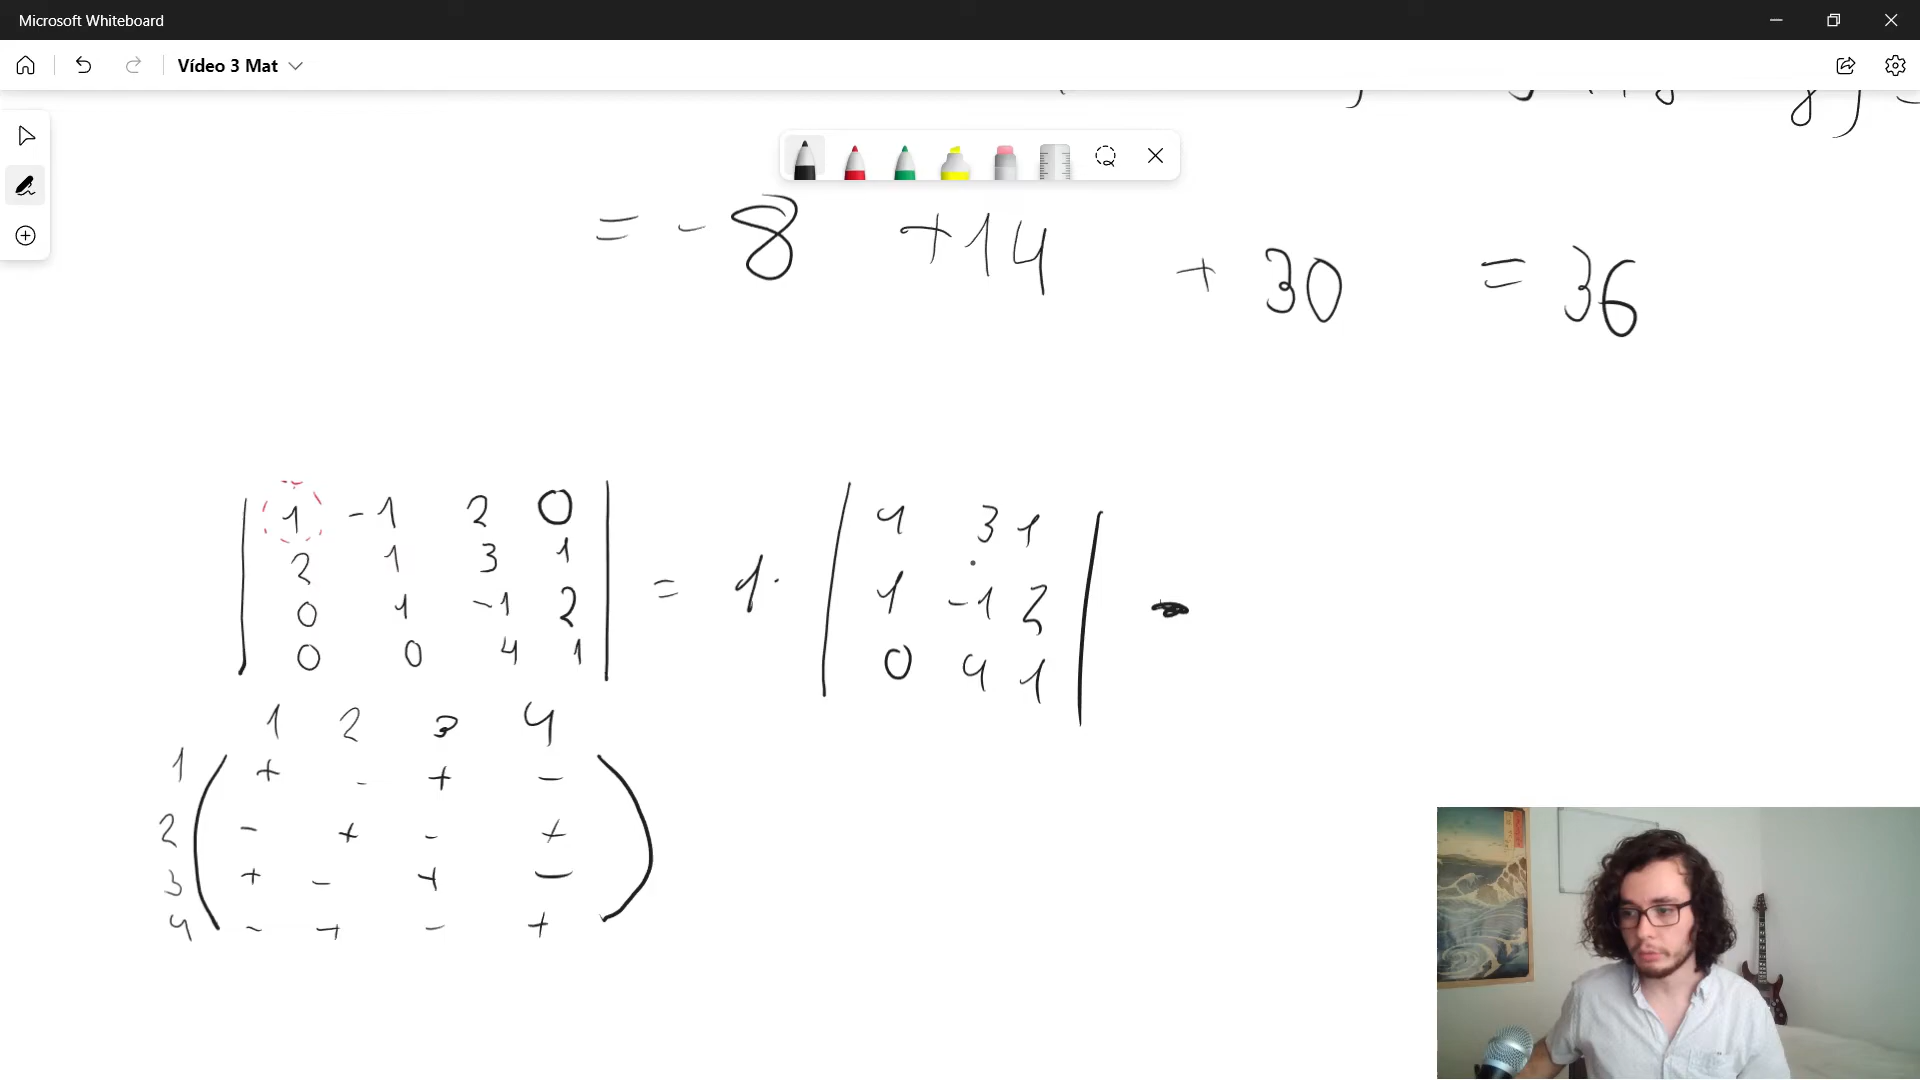 Microsoft Whiteboard
Vídeo 3 Mat
= - 8 + 14 + 30 = 36
1 -1 2 0
2 1 3 1
0 1 -1 2
0 0 4 1
= 1 ·
1 3 1
1 -1 2
0 4 1
-
1 2 3 4
1 + - + -
2 - + - +
3 + - + -
4 - + - +